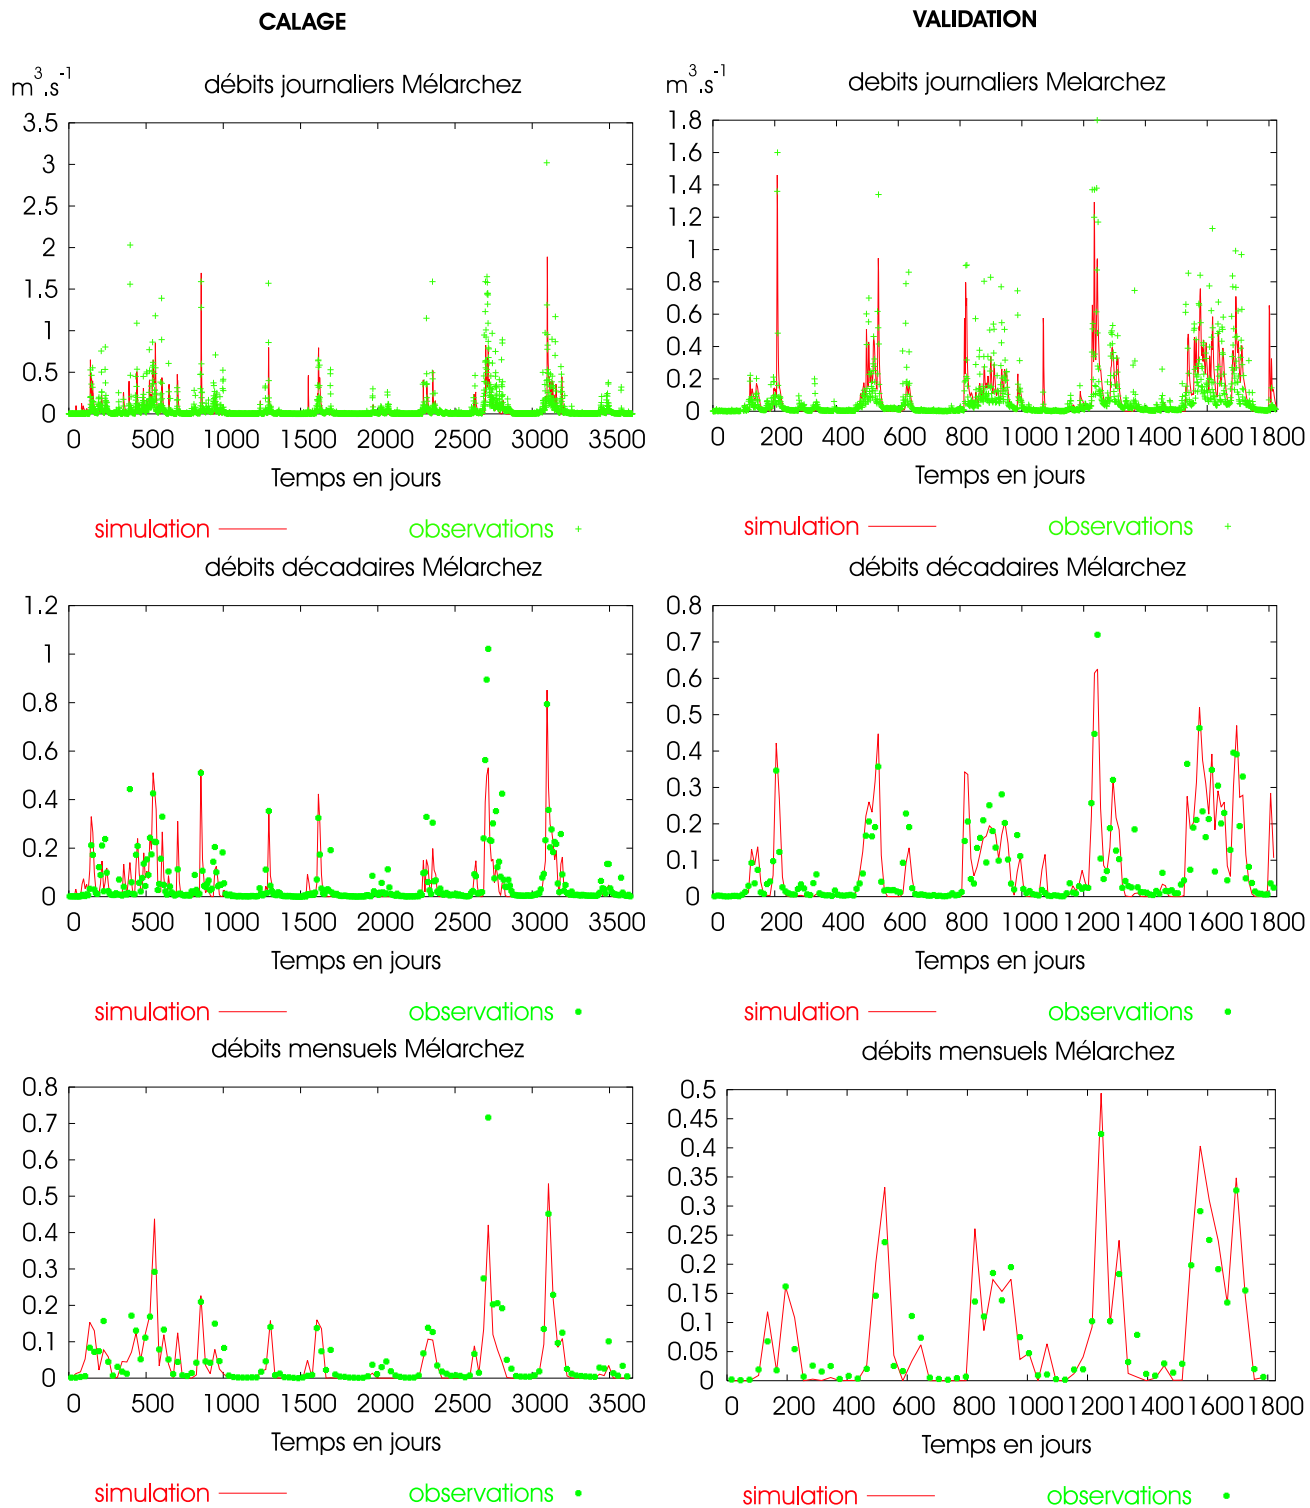 CALAGE
VALIDATION
m³.s⁻¹
débits journaliers Mélarchez
3.5
3
2.5
2
1.5
1
0.5
0
0 500 1000 1500 2000 2500 3000 3500
Temps en jours
simulation
observations
m³.s⁻¹
debits journaliers Melarchez
1.8
1.6
1.4
1.2
1
0.8
0.6
0.4
0.2
0
0 200 400 600 800 1000 1200 1400 1600 1800
Temps en jours
simulation
observations
débits décadaires Mélarchez
1.2
1
0.8
0.6
0.4
0.2
0
0 500 1000 1500 2000 2500 3000 3500
Temps en jours
simulation
observations
débits décadaires Mélarchez
0.8
0.7
0.6
0.5
0.4
0.3
0.2
0.1
0
0 200 400 600 800 1000 1200 1400 1600 1800
Temps en jours
simulation
observations
débits mensuels Mélarchez
0.8
0.7
0.6
0.5
0.4
0.3
0.2
0.1
0
0 500 1000 1500 2000 2500 3000 3500
Temps en jours
simulation
observations
débits mensuels Mélarchez
0.5
0.45
0.4
0.35
0.3
0.25
0.2
0.15
0.1
0.05
0
0 200 400 600 800 1000 1200 1400 1600 1800
Temps en jours
simulation
observations